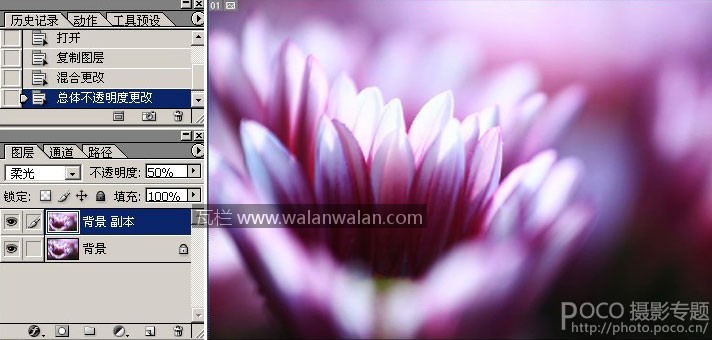 历史记录 动作 工具预设
打开
复制图层
混合更改
总体不透明度更改
图层 通道 路径
柔光 不透明度: 50%
锁定: 填充: 100%
背景 副本
背景
01
瓦栏 www.walanwalan.com
POCO 摄影专题
http://photo.poco.cn/